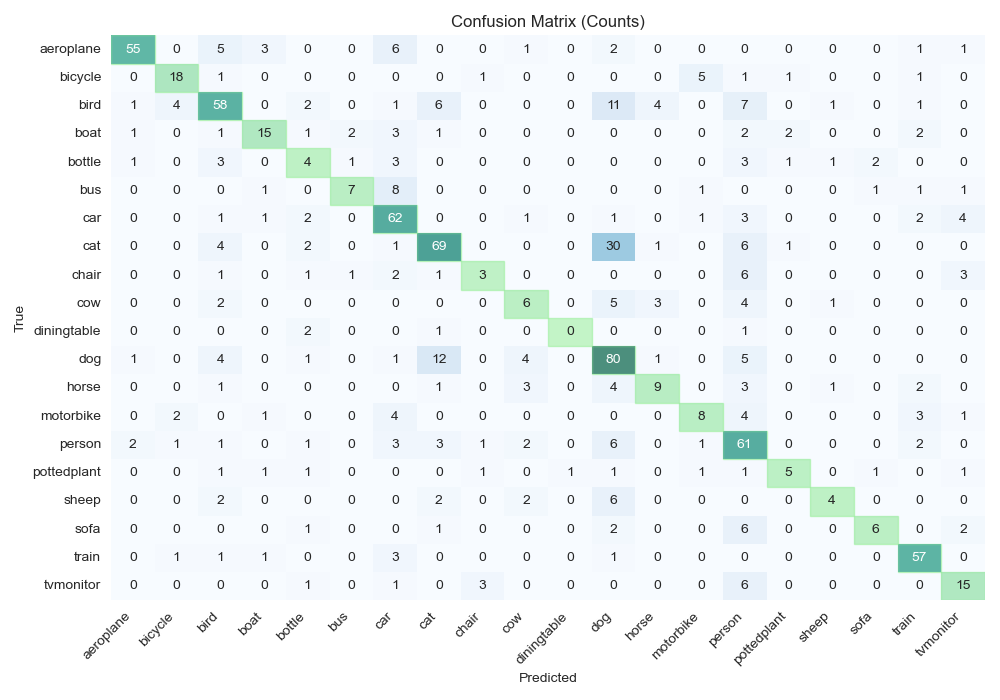 Confusion Matrix (Counts)
aeroplane 55 0 5 3 0 0 6 0 0 1 0 2 0 0 0 0 0 0 1 1
bicycle 0 18 1 0 0 0 0 0 1 0 0 0 0 5 1 1 0 0 1 0
bird 1 4 58 0 2 0 1 6 0 0 0 11 4 0 7 0 1 0 1 0
boat 1 0 1 15 1 2 3 1 0 0 0 0 0 0 2 2 0 0 2 0
bottle 1 0 3 0 4 1 3 0 0 0 0 0 0 0 3 1 1 2 0 0
bus 0 0 0 1 0 7 8 0 0 0 0 0 0 1 0 0 0 1 1 1
car 0 0 1 1 2 0 62 0 0 1 0 1 0 1 3 0 0 0 2 4
cat 0 0 4 0 2 0 1 69 0 0 0 30 1 0 6 1 0 0 0 0
chair 0 0 1 0 1 1 2 1 3 0 0 0 0 0 6 0 0 0 0 3
cow 0 0 2 0 0 0 0 0 0 6 0 5 3 0 4 0 1 0 0 0
diningtable 0 0 0 0 2 0 0 1 0 0 0 0 0 0 1 0 0 0 0 0
dog 1 0 4 0 1 0 1 12 0 4 0 80 1 0 5 0 0 0 0 0
horse 0 0 1 0 0 0 0 1 0 3 0 4 9 0 3 0 1 0 2 0
motorbike 0 2 0 1 0 0 4 0 0 0 0 0 0 8 4 0 0 0 3 1
person 2 1 1 0 1 0 3 3 1 2 0 6 0 1 61 0 0 0 2 0
pottedplant 0 0 1 1 1 0 0 0 1 0 1 1 0 1 1 5 0 1 0 1
sheep 0 0 2 0 0 0 0 2 0 2 0 6 0 0 0 0 4 0 0 0
sofa 0 0 0 0 1 0 0 1 0 0 0 2 0 0 6 0 0 6 0 2
train 0 1 1 1 0 0 3 0 0 0 0 1 0 0 0 0 0 0 57 0
tvmonitor 0 0 0 0 1 0 1 0 3 0 0 0 0 0 6 0 0 0 0 15
True
aeroplane bicycle bird boat bottle bus car cat chair cow diningtable dog horse motorbike person pottedplant sheep sofa train tvmonitor
Predicted